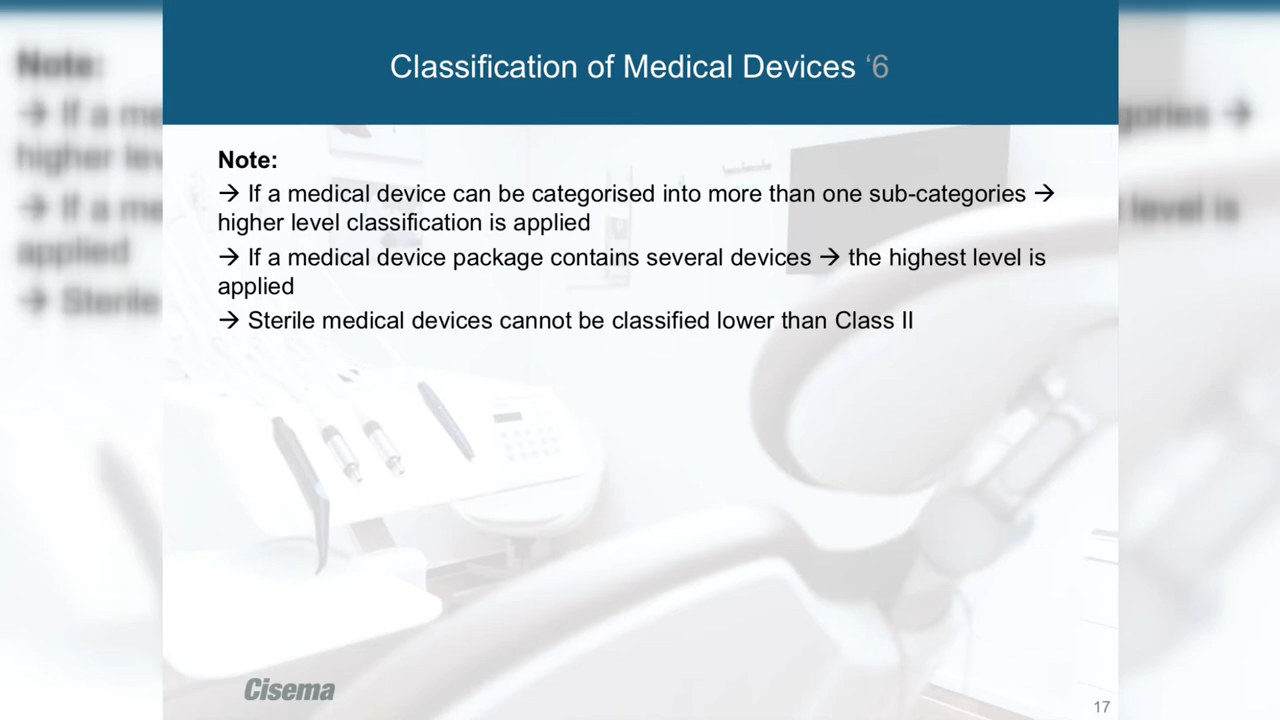 Classification of Medical Devices ‘6
Note:
→ If a medical device can be categorised into more than one sub-categories →
higher level classification is applied
→ If a medical device package contains several devices → the highest level is
applied
→ Sterile medical devices cannot be classified lower than Class II
Cisema
17